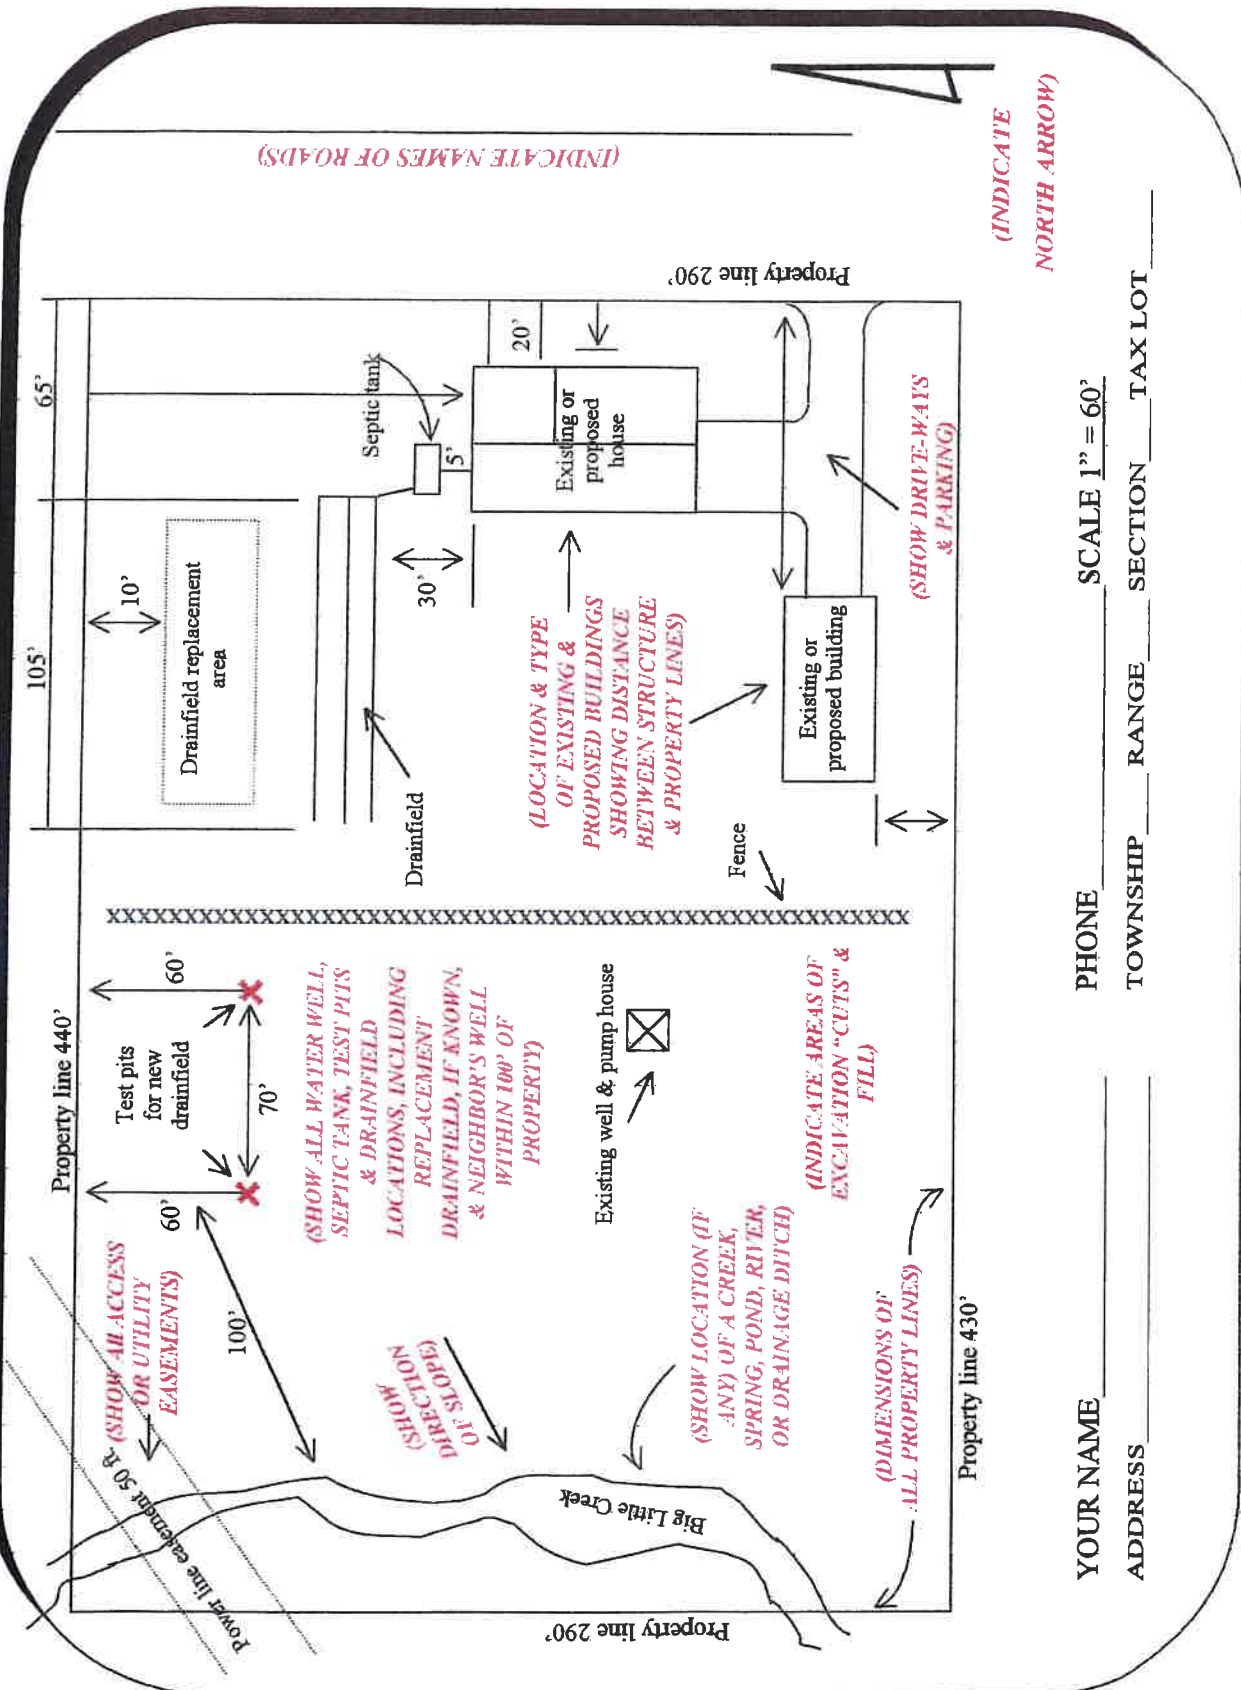 Property line 440'
105'
65'
Power line easement 50 ft.
(SHOW All ACCESS
OR UTILITY
EASEMENTS)
60'
Test pits
for new
drainfield
60'
70'
100'
10'
Drainfield replacement
area
(SHOW ALL WATER WELL,
SEPTIC TANK, TEST PITS
& DRAINFIELD
LOCATIONS, INCLUDING
REPLACEMENT
DRAINFIELD, IF KNOWN,
& NEIGHBOR'S WELL
WITHIN 100' OF
PROPERTY)
Drainfield
Septic tank
5'
30'
20'
Existing or
proposed
house
(SHOW
DIRECTION
OF SLOPE)
(LOCATION & TYPE
OF EXISTING &
PROPOSED BUILDINGS
SHOWING DISTANCE
BETWEEN STRUCTURE
& PROPERTY LINES)
XXXXXXXXXXXXXXXXXXXXXXXXXXXXXXXXXXXXXXXXXXXXXXXXXXXX
Fence
Existing well & pump house
Big Little Creek
(SHOW LOCATION (IF
ANY) OF A CREEK,
SPRING, POND, RIVER,
OR DRAINAGE DITCH)
(INDICATE AREAS OF
EXCAVATION "CUTS" &
FILL)
Existing or
proposed building
(SHOW DRIVE-WAYS
& PARKING)
(DIMENSIONS OF
ALL PROPERTY LINES)
Property line 290'
Property line 290'
(INDICATE NAMES OF ROADS)
Property line 430'
(INDICATE
NORTH ARROW)
YOUR NAME PHONE SCALE 1" = 60'
ADDRESS TOWNSHIP RANGE SECTION TAX LOT